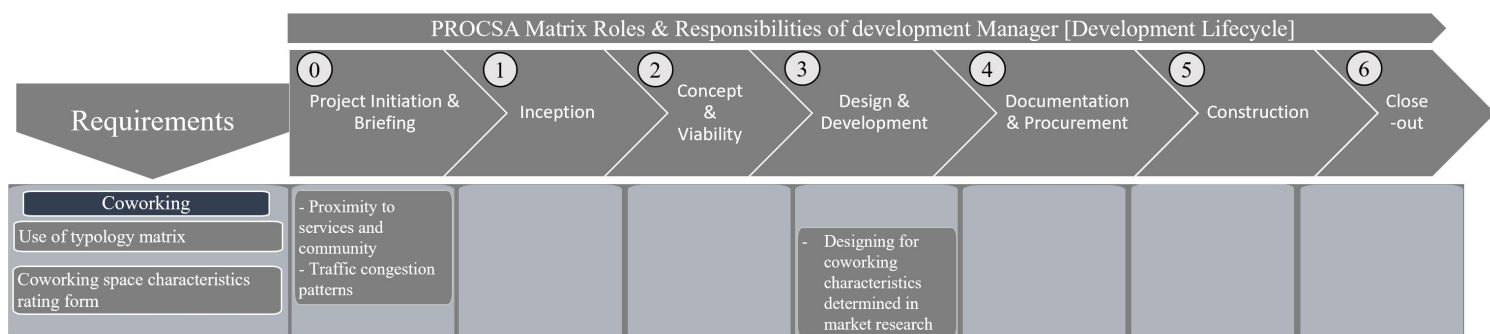 PROCSA Matrix Roles & Responsibilities of development Manager [Development Lifecycle]
Requirements
0
Project Initiation &
Briefing
1
Inception
2
Concept
&
Viability
3
Design &
Development
4
Documentation
& Procurement
5
Construction
6
Close
-out
Coworking
Use of typology matrix
Coworking space characteristics
rating form
- Proximity to
services and
community
- Traffic congestion
patterns
- Designing for
coworking
characteristics
determined in
market research